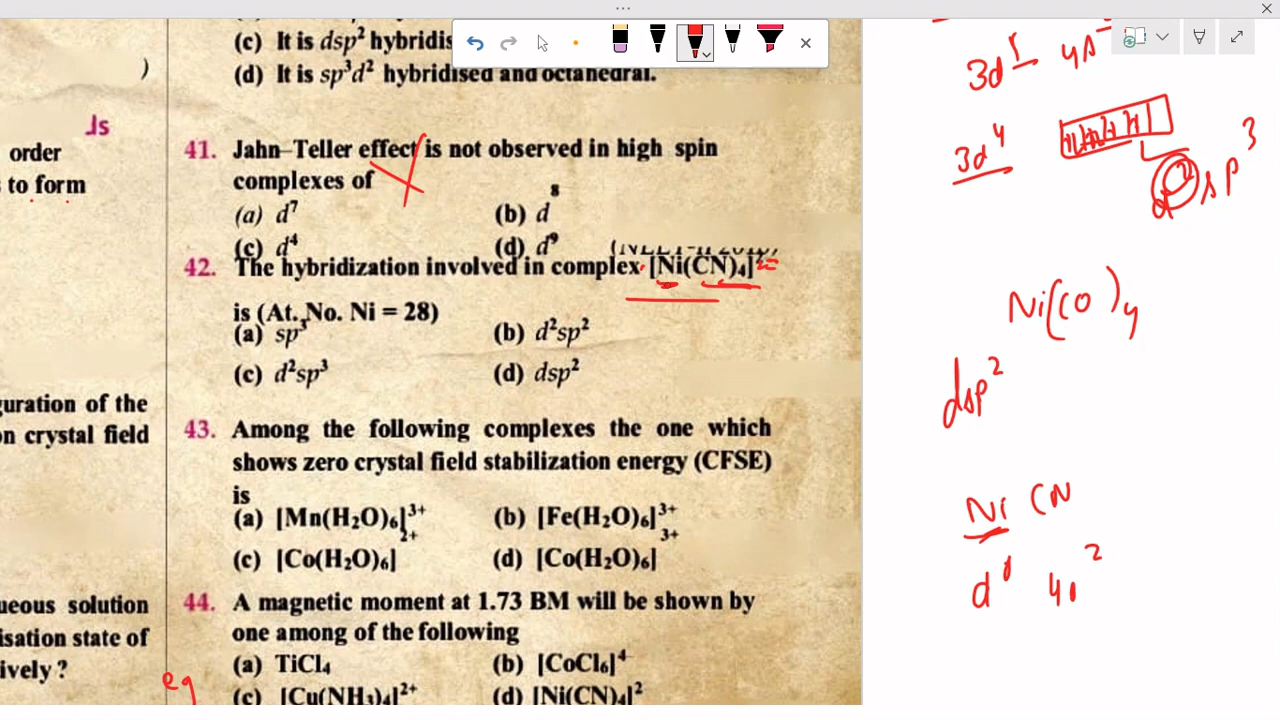 (c) It is dsp² hybridis
(d) It is sp³d² hybridised and octahedral.
)
ls
order
to form
41. Jahn–Teller effect is not observed in high spin
complexes of
(a) d⁷
(b) d⁸
(c) d⁴
(d) d⁹
42. The hybridization involved in complex [Ni(CN)₄]²⁻
is (At. No. Ni = 28)
(a) sp³
(b) d²sp²
(c) d²sp³
(d) dsp²
guration of the
n crystal field
43. Among the following complexes the one which
shows zero crystal field stabilization energy (CFSE)
is
(a) [Mn(H₂O)₆]³⁺
(b) [Fe(H₂O)₆]³⁺
(c) [Co(H₂O)₆]²⁺
(d) [Co(H₂O)₆]³⁺
ueous solution
isation state of
ively ?
44. A magnetic moment at 1.73 BM will be shown by
one among of the following
(a) TiCl₄
(b) [CoCl₆]⁴
(c) [Cu(NH₃)₄]²⁺
(d) [Ni(CN)₄]²
eg
3d⁴
sp³
Ni(CO)₄
dsp²
Ni CN
d⁸ 4s²